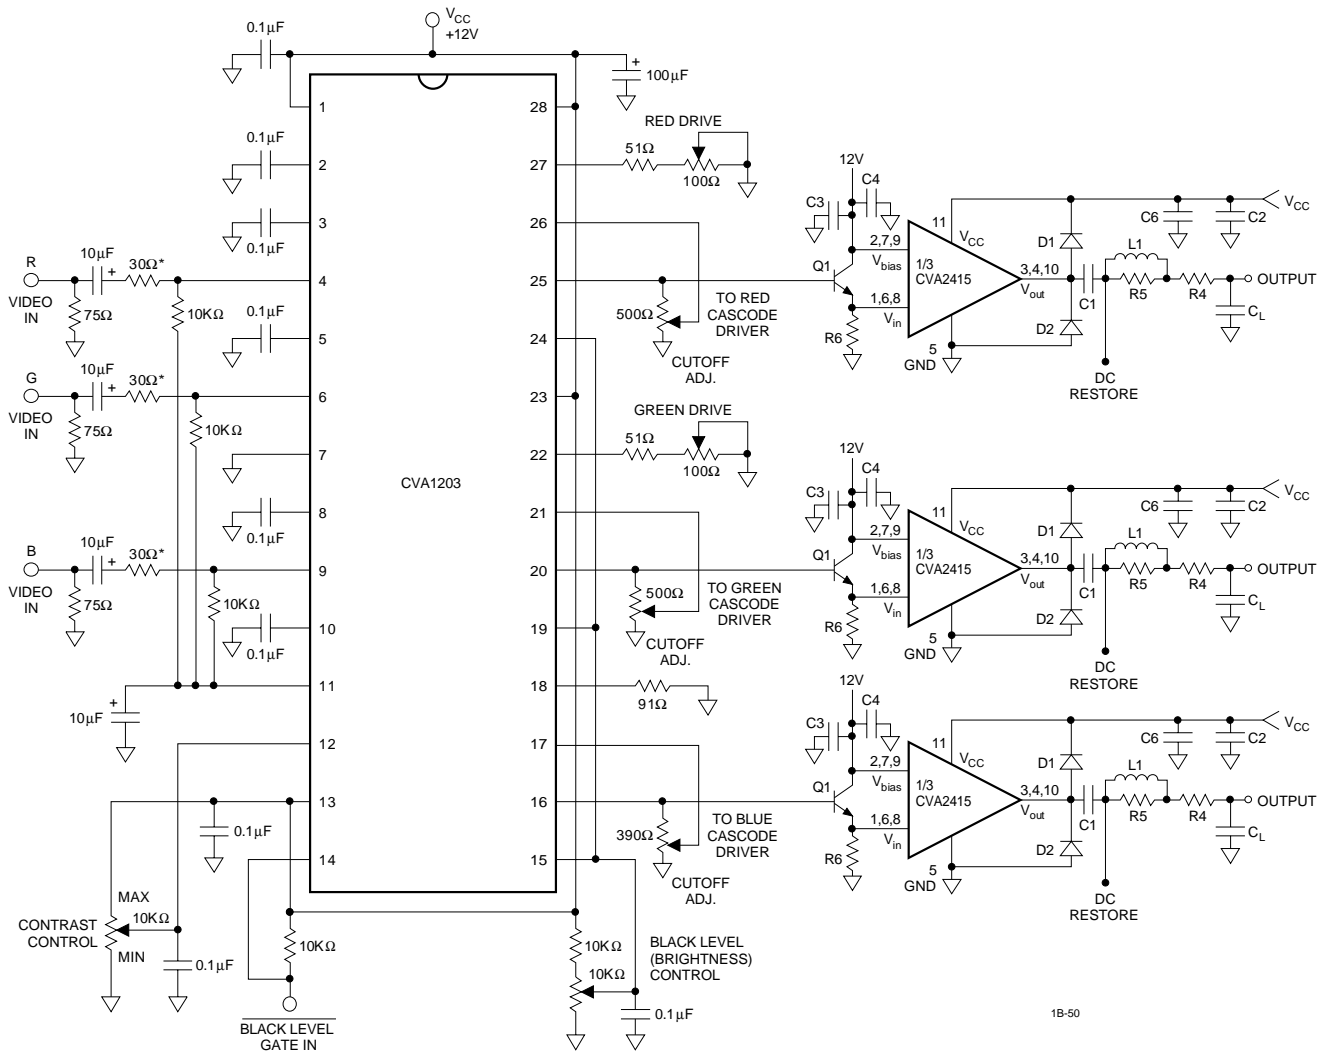 VCC
+12V
0.1µF
+
100µF
1
28
0.1µF
2
27
RED DRIVE
51Ω
100Ω
3
26
0.1µF
R
VIDEO
IN
10µF
+
30Ω*
75Ω
10KΩ
4
25
500Ω
TO RED
CASCODE
DRIVER
CUTOFF
ADJ.
0.1µF
5
24
G
VIDEO
IN
10µF
+
30Ω*
75Ω
10KΩ
6
23
GREEN DRIVE
51Ω
100Ω
7
22
CVA1203
8
21
0.1µF
B
VIDEO
IN
10µF
+
30Ω*
75Ω
10KΩ
9
20
500Ω
TO GREEN
CASCODE
DRIVER
CUTOFF
ADJ.
10
19
0.1µF
11
18
91Ω
+
10µF
12
17
13
16
0.1µF
390Ω
TO BLUE
CASCODE
DRIVER
CUTOFF
ADJ.
14
15
MAX
CONTRAST
CONTROL
10KΩ
MIN
0.1µF
10KΩ
BLACK LEVEL
GATE IN
10KΩ
10KΩ
BLACK LEVEL
(BRIGHTNESS)
CONTROL
0.1µF
12V
C3
C4
Q1
R6
11
VCC
2,7,9
Vbias
1/3
CVA2415
1,6,8
Vin
5
GND
3,4,10
Vout
D1
D2
C1
C6
C2
VCC
L1
R5
R4
OUTPUT
CL
DC
RESTORE
12V
C3
C4
Q1
R6
11
VCC
2,7,9
Vbias
1/3
CVA2415
1,6,8
Vin
5
GND
3,4,10
Vout
D1
D2
C1
C6
C2
VCC
L1
R5
R4
OUTPUT
CL
DC
RESTORE
12V
C3
C4
Q1
R6
11
VCC
2,7,9
Vbias
1/3
CVA2415
1,6,8
Vin
5
GND
3,4,10
Vout
D1
D2
C1
C6
C2
VCC
L1
R5
R4
OUTPUT
CL
DC
RESTORE
1B-50